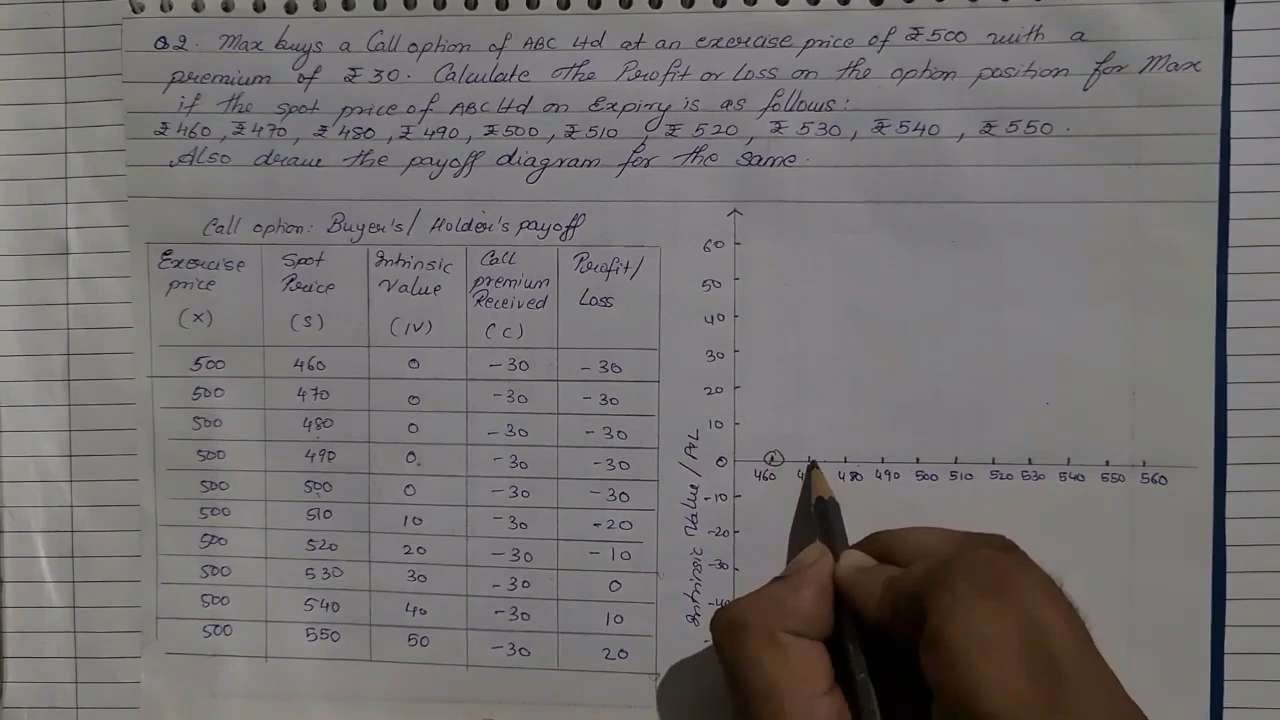 Q2. Max buys a Call option of ABC Ltd at an exercise price of ₹500 with a
premium of ₹30. Calculate the Profit or Loss on the option position for Max
if the spot price of ABC Ltd on Expiry is as follows:
₹460, ₹470, ₹480, ₹490, ₹500, ₹510, ₹520, ₹530, ₹540, ₹550.
Also draw the payoff diagram for the same.
Call option: Buyer's/ Holder's payoff
Exercise price (X) Spot Price (S) Intrinsic Value (IV) Call premium Received (C) Profit/ Loss
500 460 0 -30 -30
500 470 0 -30 -30
500 480 0 -30 -30
500 490 0 -30 -30
500 500 0 -30 -30
500 510 10 -30 -20
500 520 20 -30 -10
500 530 30 -30 0
500 540 40 -30 10
500 550 50 -30 20
60
50
40
30
20
10
0
460 480 490 500 510 520 530 540 550 560
-10
-20
-30
Intrinsic Value / P/L